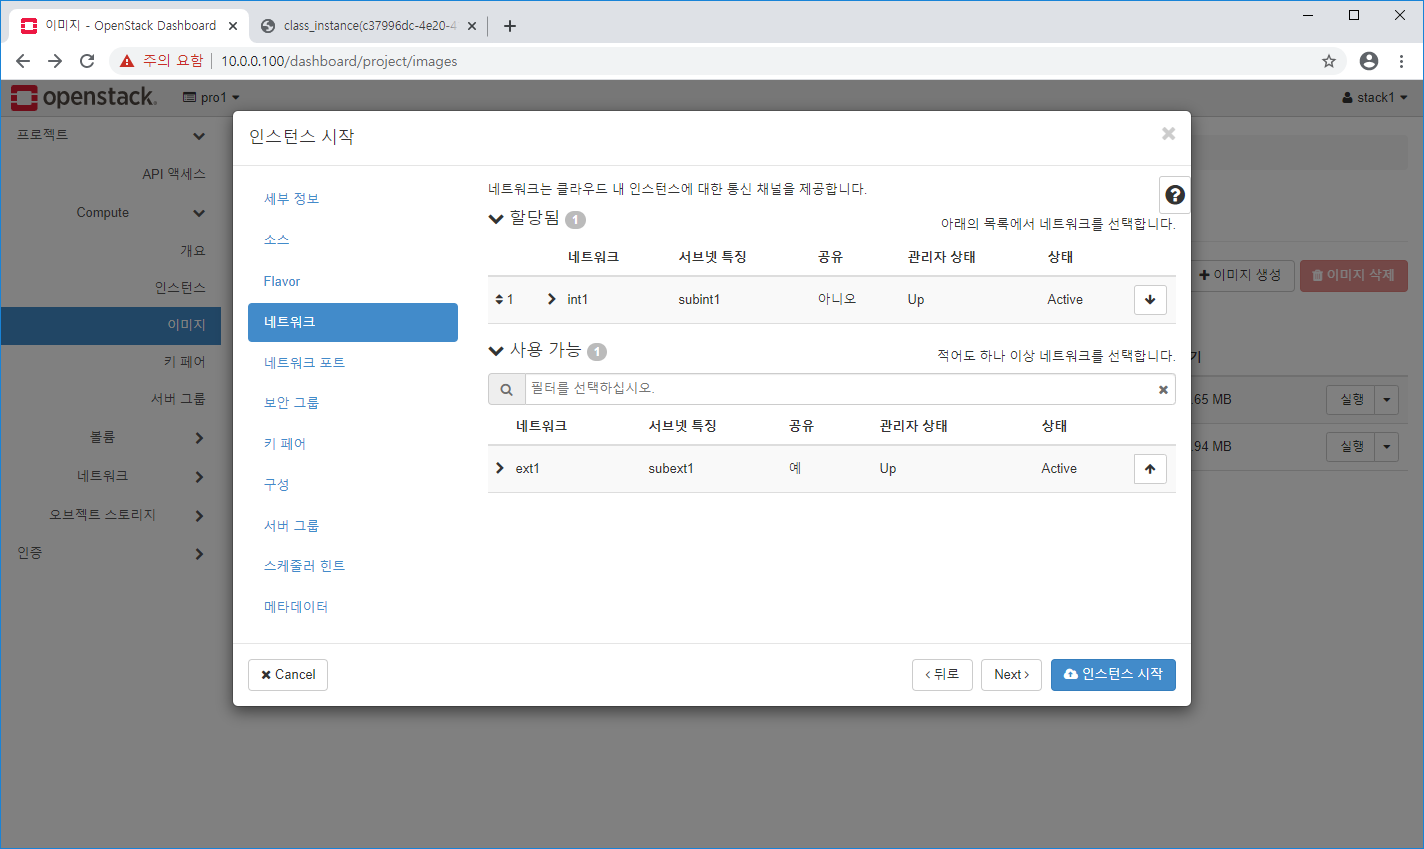 이미지 - OpenStack Dashboard
class_instance(c37996dc-4e20-4
주의 요함
10.0.0.100/dashboard/project/images
openstack.
pro1
stack1
프로젝트
API 액세스
Compute
개요
인스턴스
이미지
키 페어
서버 그룹
볼륨
네트워크
오브젝트 스토리지
인증
인스턴스 시작
세부 정보
소스
Flavor
네트워크
네트워크 포트
보안 그룹
키 페어
구성
서버 그룹
스케줄러 힌트
메타데이터
네트워크는 클라우드 내 인스턴스에 대한 통신 채널을 제공합니다.
할당됨 1
아래의 목록에서 네트워크를 선택합니다.
네트워크 서브넷 특징 공유 관리자 상태 상태
1 int1 subint1 아니오 Up Active
사용 가능 1
적어도 하나 이상 네트워크를 선택합니다.
필터를 선택하십시오.
네트워크 서브넷 특징 공유 관리자 상태 상태
ext1 subext1 예 Up Active
Cancel
뒤로
Next
인스턴스 시작
이미지 생성
이미지 삭제
기
.65 MB 실행
.94 MB 실행